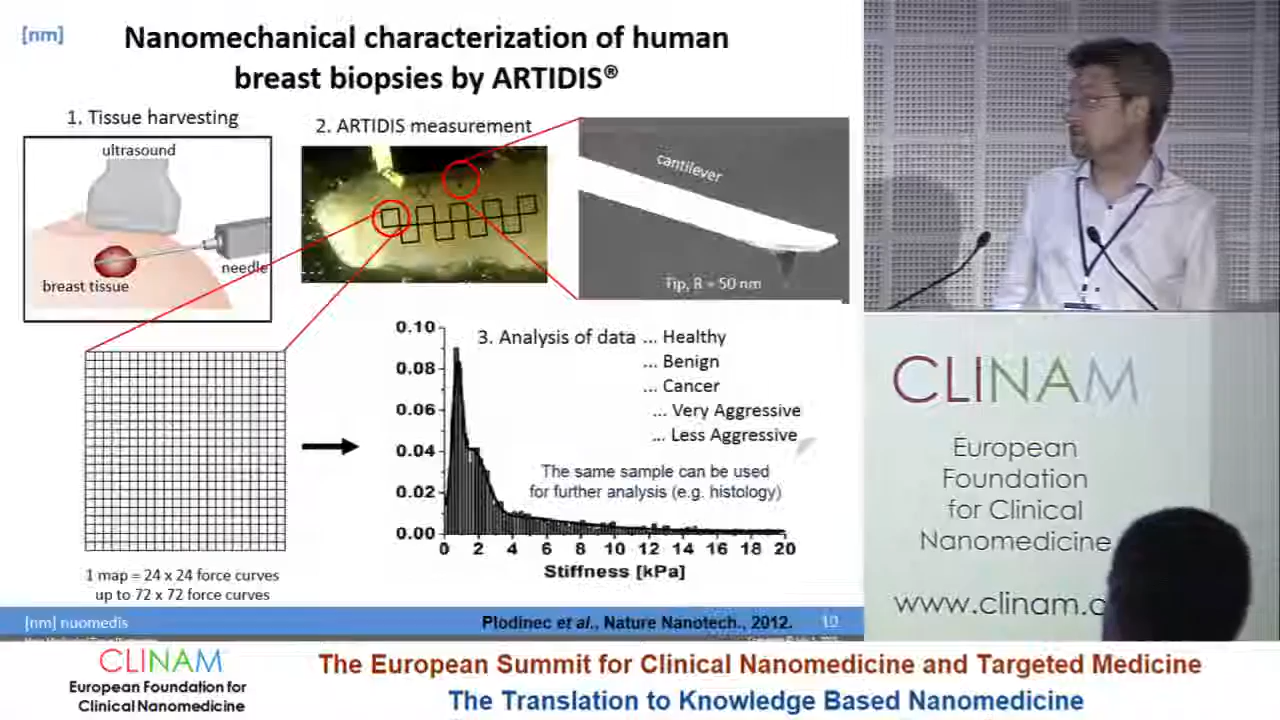 [nm]
Nanomechanical characterization of human
breast biopsies by ARTIDIS®
1. Tissue harvesting
ultrasound
needle
breast tissue
2. ARTIDIS measurement
cantilever
Tip, R = 50 nm
1 map = 24 x 24 force curves
up to 72 x 72 force curves
3. Analysis of data
... Healthy
... Benign
... Cancer
... Very Aggressive
... Less Aggressive
The same sample can be used
for further analysis (e.g. histology)
0.10
0.08
0.06
0.04
0.02
0.00
0 2 4 6 8 10 12 14 16 18 20
Stiffness [kPa]
[nm] nuomedis
Plodinec et al., Nature Nanotech., 2012.
10
CLINAM
European
Foundation
for Clinical
Nanomedicine
www.clinam.
CLINAM
European Foundation for
Clinical Nanomedicine
The European Summit for Clinical Nanomedicine and Targeted Medicine
The Translation to Knowledge Based Nanomedicine